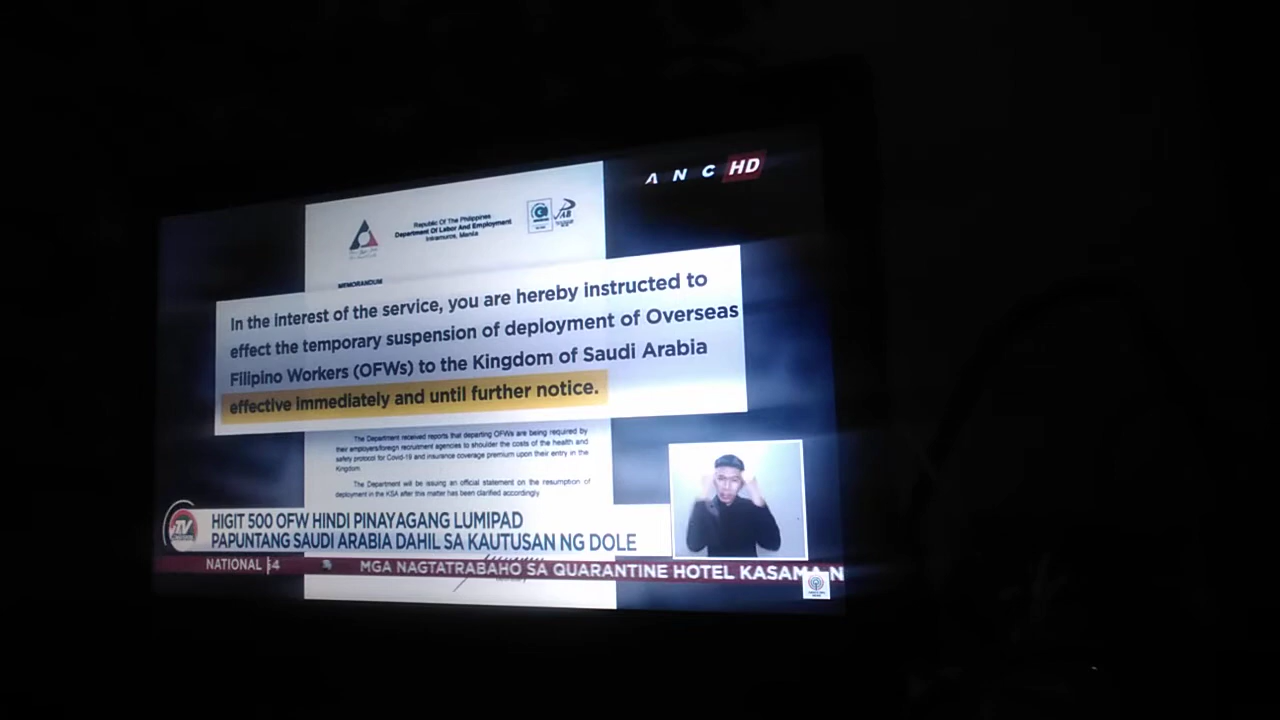 ANC HD
Republic Of The Philippines
Department Of Labor And Employment
Intramuros, Manila
MEMORANDUM
In the interest of the service, you are hereby instructed to
effect the temporary suspension of deployment of Overseas
Filipino Workers (OFWs) to the Kingdom of Saudi Arabia
effective immediately and until further notice.
The Department received reports that departing OFWs are being required by
their employers/foreign recruitment agencies to shoulder the costs of the health and
safety protocol for Covid-19 and insurance coverage premium upon their entry in the
Kingdom.
The Department will be issuing an official statement on the resumption of
deployment in the KSA after this matter has been clarified accordingly.
TV
HIGIT 500 OFW HINDI PINAYAGANG LUMIPAD
PAPUNTANG SAUDI ARABIA DAHIL SA KAUTUSAN NG DOLE
NATIONAL
MGA NAGTATRABAHO SA QUARANTINE HOTEL KASAMA N